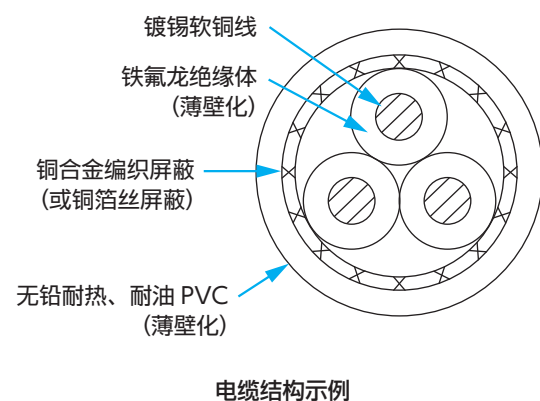 镀锡软铜线
铁氟龙绝缘体
(薄壁化)
铜合金编织屏蔽
(或铜箔丝屏蔽)
无铅耐热、耐油 PVC
(薄壁化)
电缆结构示例